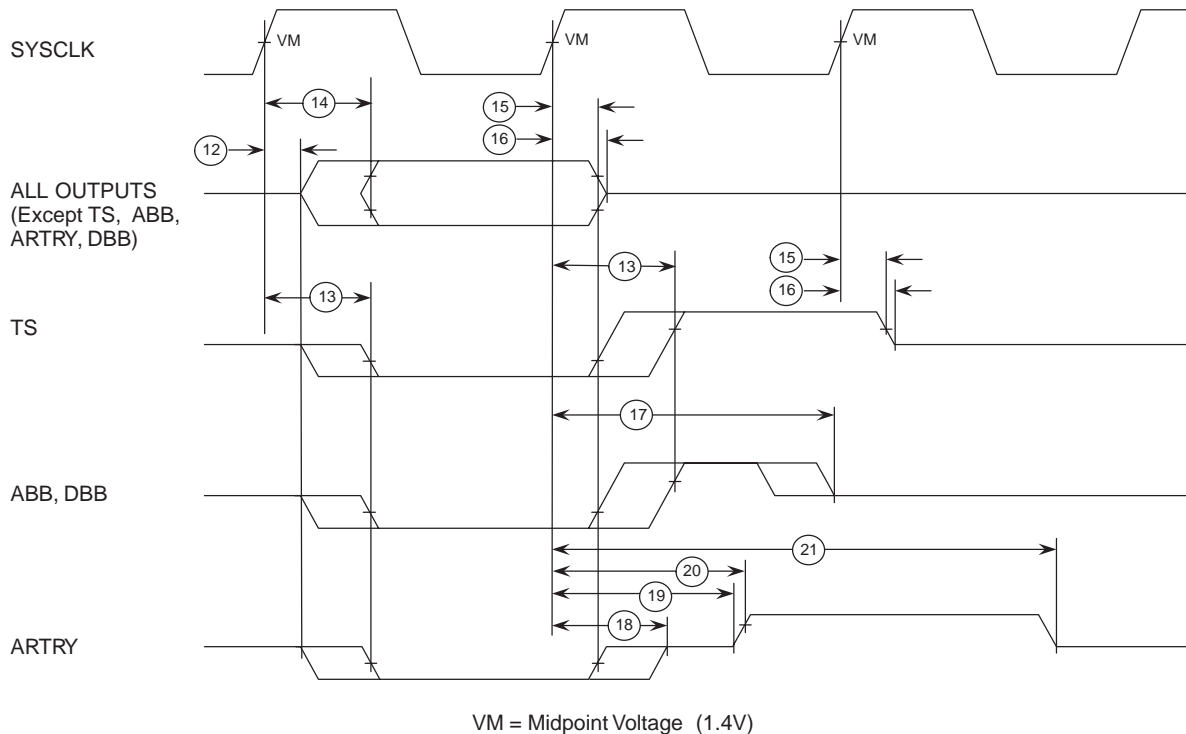 SYSCLK
VM
VM
VM
14
15
12
16
ALL OUTPUTS
(Except TS, ABB,
ARTRY, DBB)
13
15
13
16
TS
17
ABB, DBB
21
20
19
18
ARTRY
VM = Midpoint Voltage (1.4V)